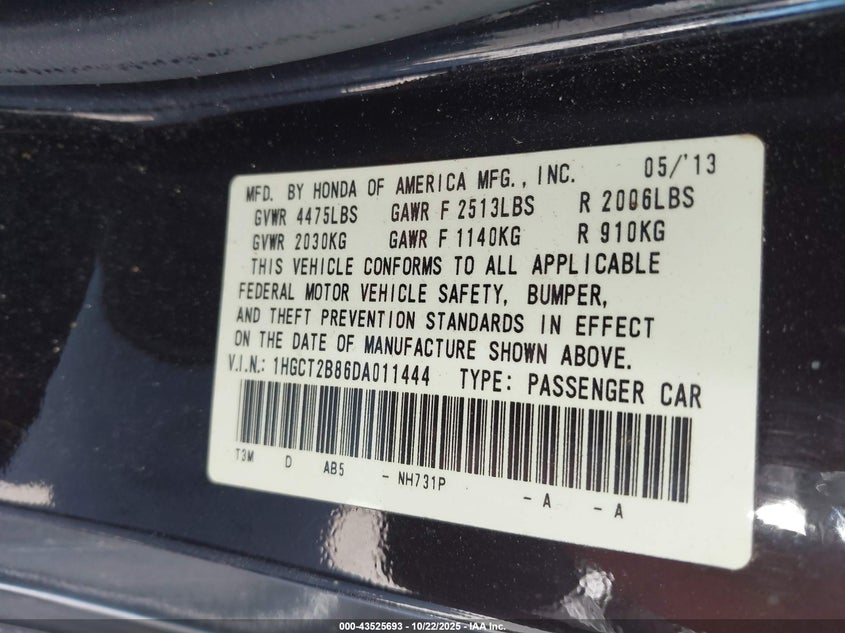 MFD. BY HONDA OF AMERICA MFG., INC. 05/'13
GVWR 4475LBS GAWR F 2513LBS R 2006LBS
GVWR 2030KG GAWR F 1140KG R 910KG
THIS VEHICLE CONFORMS TO ALL APPLICABLE
FEDERAL MOTOR VEHICLE SAFETY, BUMPER,
AND THEFT PREVENTION STANDARDS IN EFFECT
ON THE DATE OF MANUFACTURE SHOWN ABOVE.
V.I.N.: 1HGCT2B86DA011444 TYPE: PASSENGER CAR
T3M D AB5 - NH731P - A - A
000-43525693 - 10/22/2025 - IAA Inc.